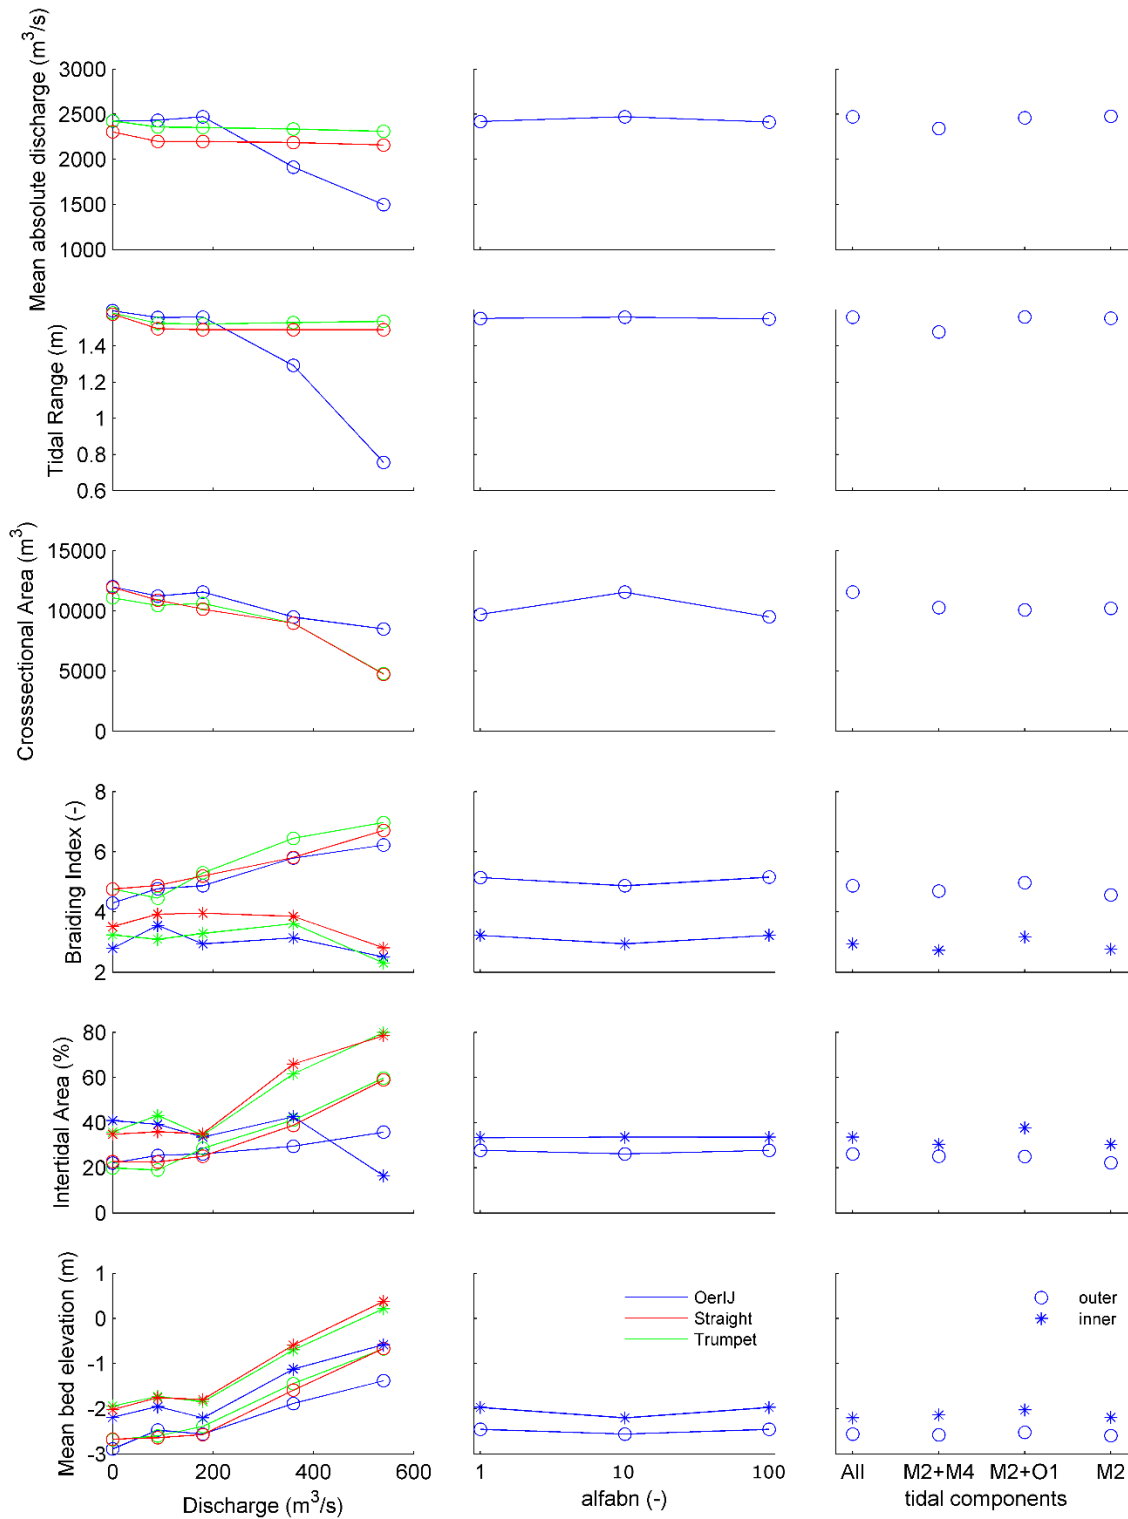 Mean absolute discharge (m³/s)
3000
2500
2000
1500
1000
Tidal Range (m)
1.4
1.2
1
0.8
0.6
Crosssectional Area (m³)
15000
10000
5000
0
Braiding Index (-)
8
6
4
2
Intertidal Area (%)
80
60
40
20
0
Mean bed elevation (m)
1
0
-1
-2
-3
OerIJ
Straight
Trumpet
outer
inner
0 200 400 600
Discharge (m³/s)
1 10 100
alfabn (-)
All M2+M4 M2+O1 M2
tidal components